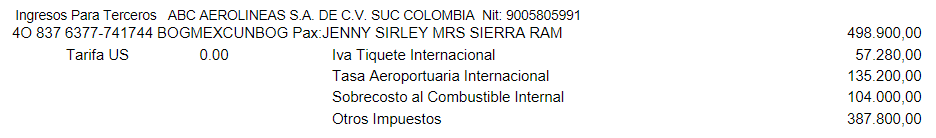 Ingresos Para Terceros ABC AEROLINEAS S.A. DE C.V. SUC COLOMBIA Nit: 9005805991
4O 837 6377-741744 BOGMEXCUNBOG Pax:JENNY SIRLEY MRS SIERRA RAM 498.900,00
Tarifa US 0.00 Iva Tiquete Internacional 57.280,00
Tasa Aeroportuaria Internacional 135.200,00
Sobrecosto al Combustible Internal 104.000,00
Otros Impuestos 387.800,00